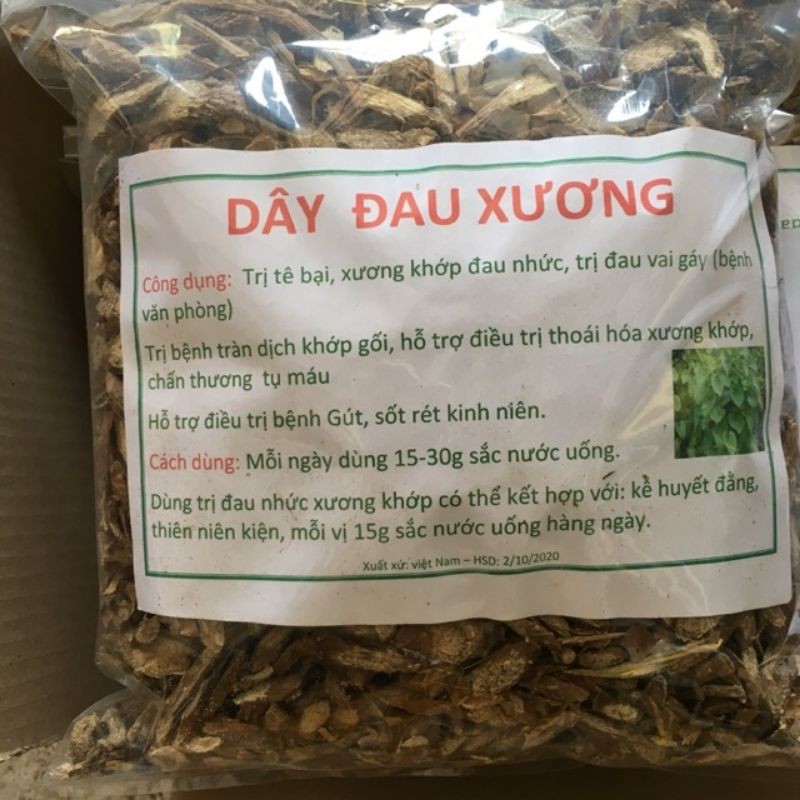 DÂY ĐAU XƯƠNG
Công dụng: Trị tê bại, xương khớp đau nhức, trị đau vai gáy (bệnh
văn phòng)
Trị bệnh tràn dịch khớp gối, hỗ trợ điều trị thoái hóa xương khớp,
chấn thương tụ máu
Hỗ trợ điều trị bệnh Gút, sốt rét kinh niên.
Cách dùng: Mỗi ngày dùng 15-30g sắc nước uống.
Dùng trị đau nhức xương khớp có thể kết hợp với: kê huyết đằng,
thiên niên kiện, mỗi vị 15g sắc nước uống hàng ngày.
Xuất xứ: việt Nam – HSD: 2/10/2020